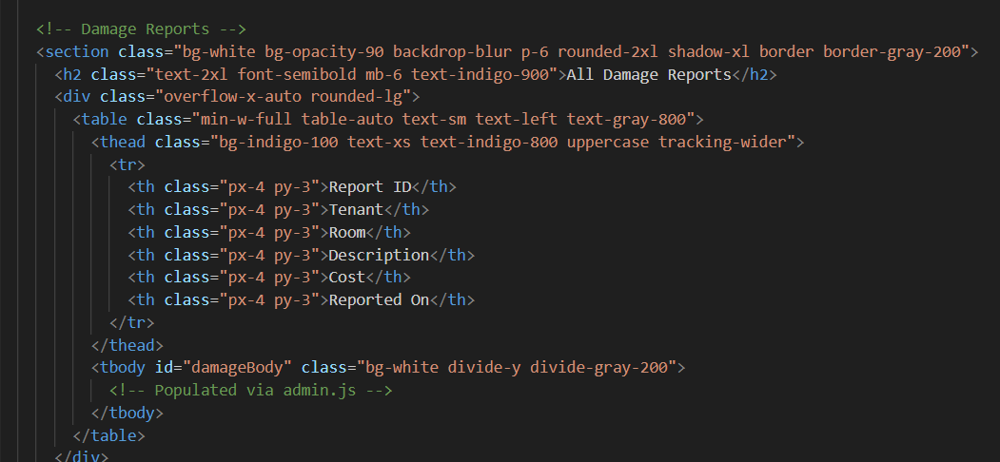 <!-- Damage Reports -->
<section class="bg-white bg-opacity-90 backdrop-blur p-6 rounded-2xl shadow-xl border border-gray-200">
<h2 class="text-2xl font-semibold mb-6 text-indigo-900">All Damage Reports</h2>
<div class="overflow-x-auto rounded-lg">
<table class="min-w-full table-auto text-sm text-left text-gray-800">
<thead class="bg-indigo-100 text-xs text-indigo-800 uppercase tracking-wider">
<tr>
<th class="px-4 py-3">Report ID</th>
<th class="px-4 py-3">Tenant</th>
<th class="px-4 py-3">Room</th>
<th class="px-4 py-3">Description</th>
<th class="px-4 py-3">Cost</th>
<th class="px-4 py-3">Reported On</th>
</tr>
</thead>
<tbody id="damageBody" class="bg-white divide-y divide-gray-200">
<!-- Populated via admin.js -->
</tbody>
</table>
</div>